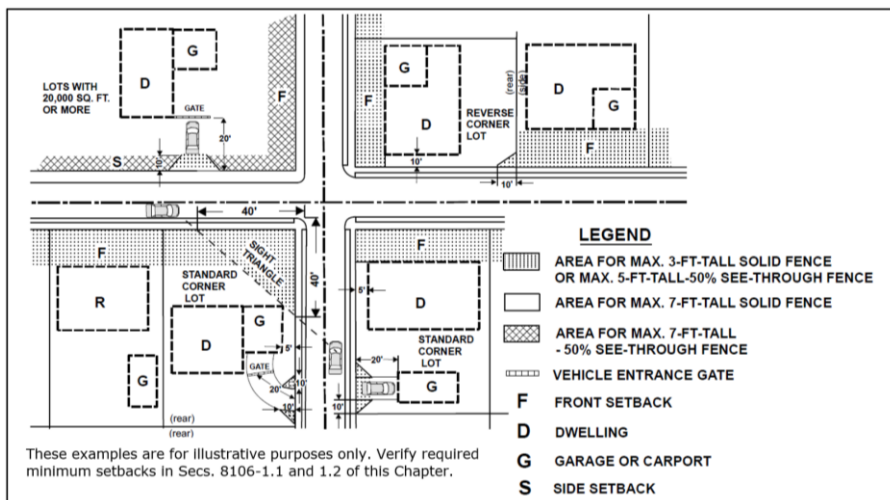 LOTS WITH
20,000 SQ. FT.
OR MORE
D
G
F
GATE
20'
S
10'
F
G
D
REVERSE
CORNER
LOT
10'
(rear)
(side)
D
G
F
10'
40'
F
R
G
(rear)
(rear)
STANDARD
CORNER
LOT
SIGHT
TRIANGLE
40'
D
G
5'
GATE
20'
10'
10'
F
5'
D
STANDARD
CORNER
LOT
20'
G
10'
LEGEND
AREA FOR MAX. 3-FT-TALL SOLID FENCE
OR MAX. 5-FT-TALL-50% SEE-THROUGH FENCE
AREA FOR MAX. 7-FT-TALL SOLID FENCE
AREA FOR MAX. 7-FT-TALL
- 50% SEE-THROUGH FENCE
VEHICLE ENTRANCE GATE
F FRONT SETBACK
D DWELLING
G GARAGE OR CARPORT
S SIDE SETBACK
These examples are for illustrative purposes only. Verify required
minimum setbacks in Secs. 8106-1.1 and 1.2 of this Chapter.